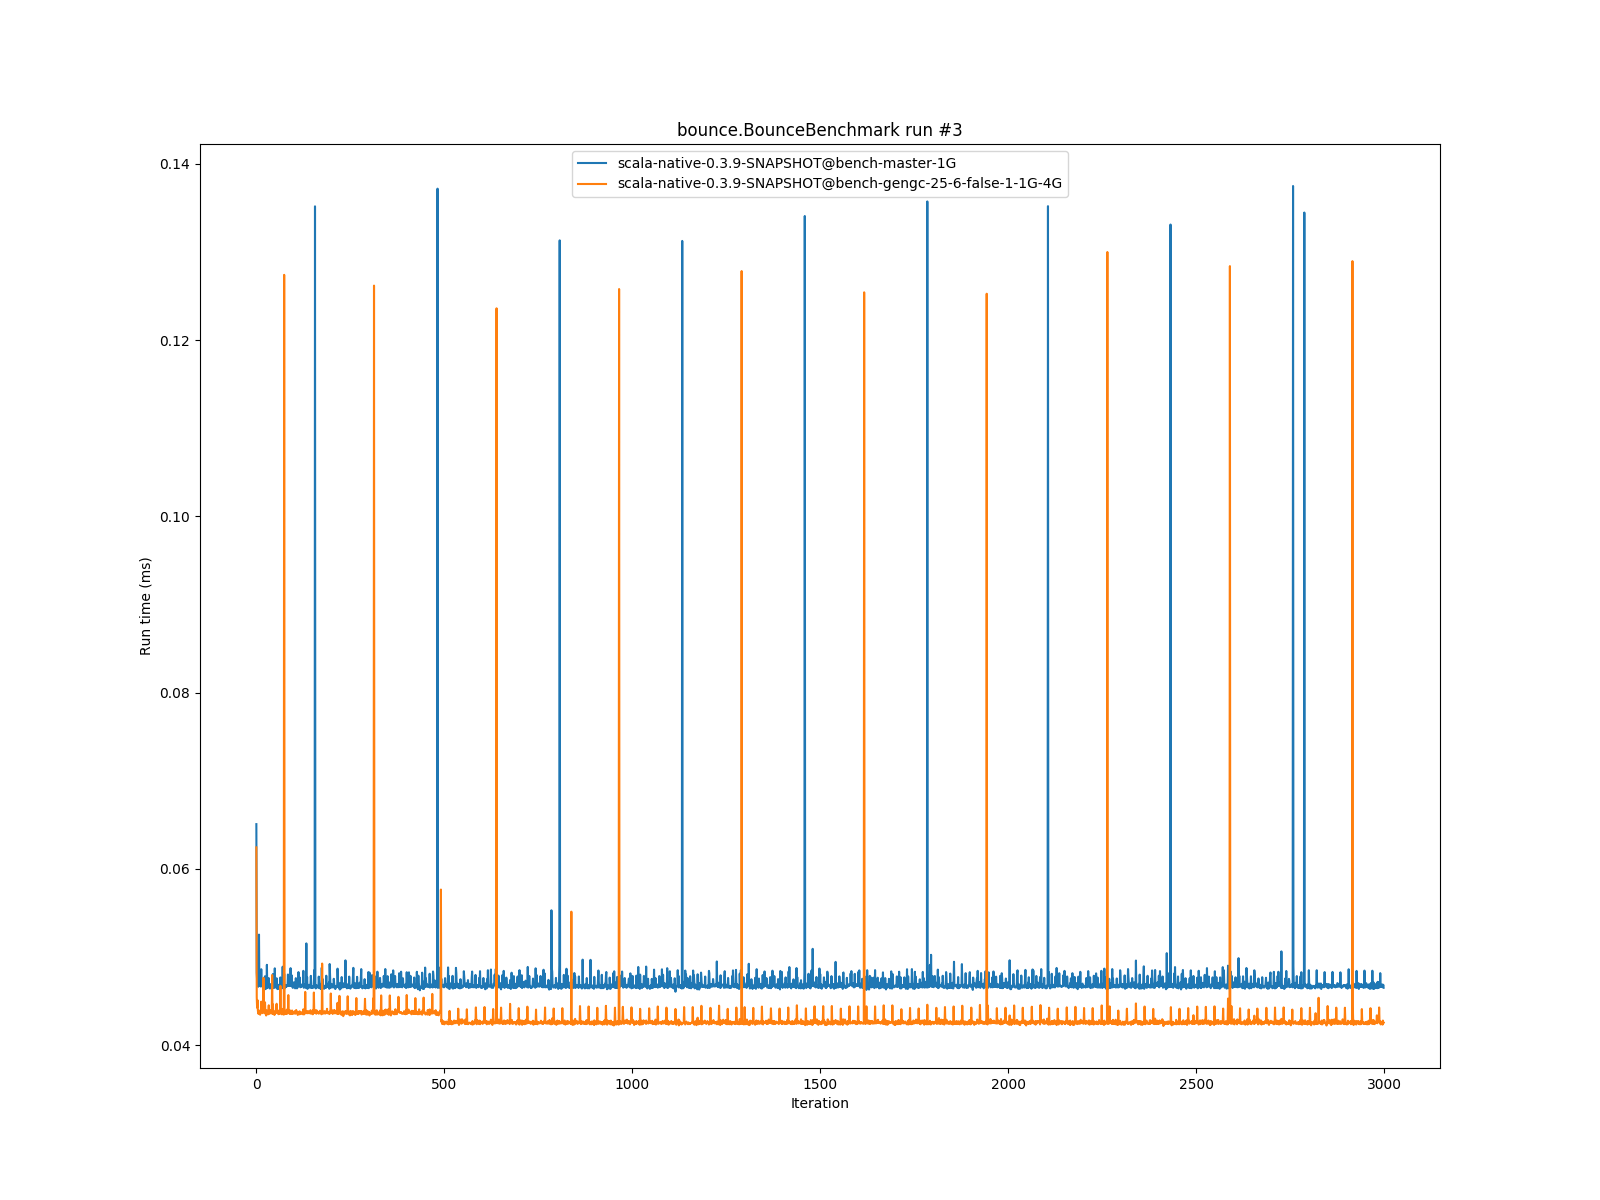 bounce.BounceBenchmark run #3
scala-native-0.3.9-SNAPSHOT@bench-master-1G
scala-native-0.3.9-SNAPSHOT@bench-gengc-25-6-false-1-1G-4G
0.14
0.12
0.10
0.08
0.06
0.04
Run time (ms)
0 500 1000 1500 2000 2500 3000
Iteration